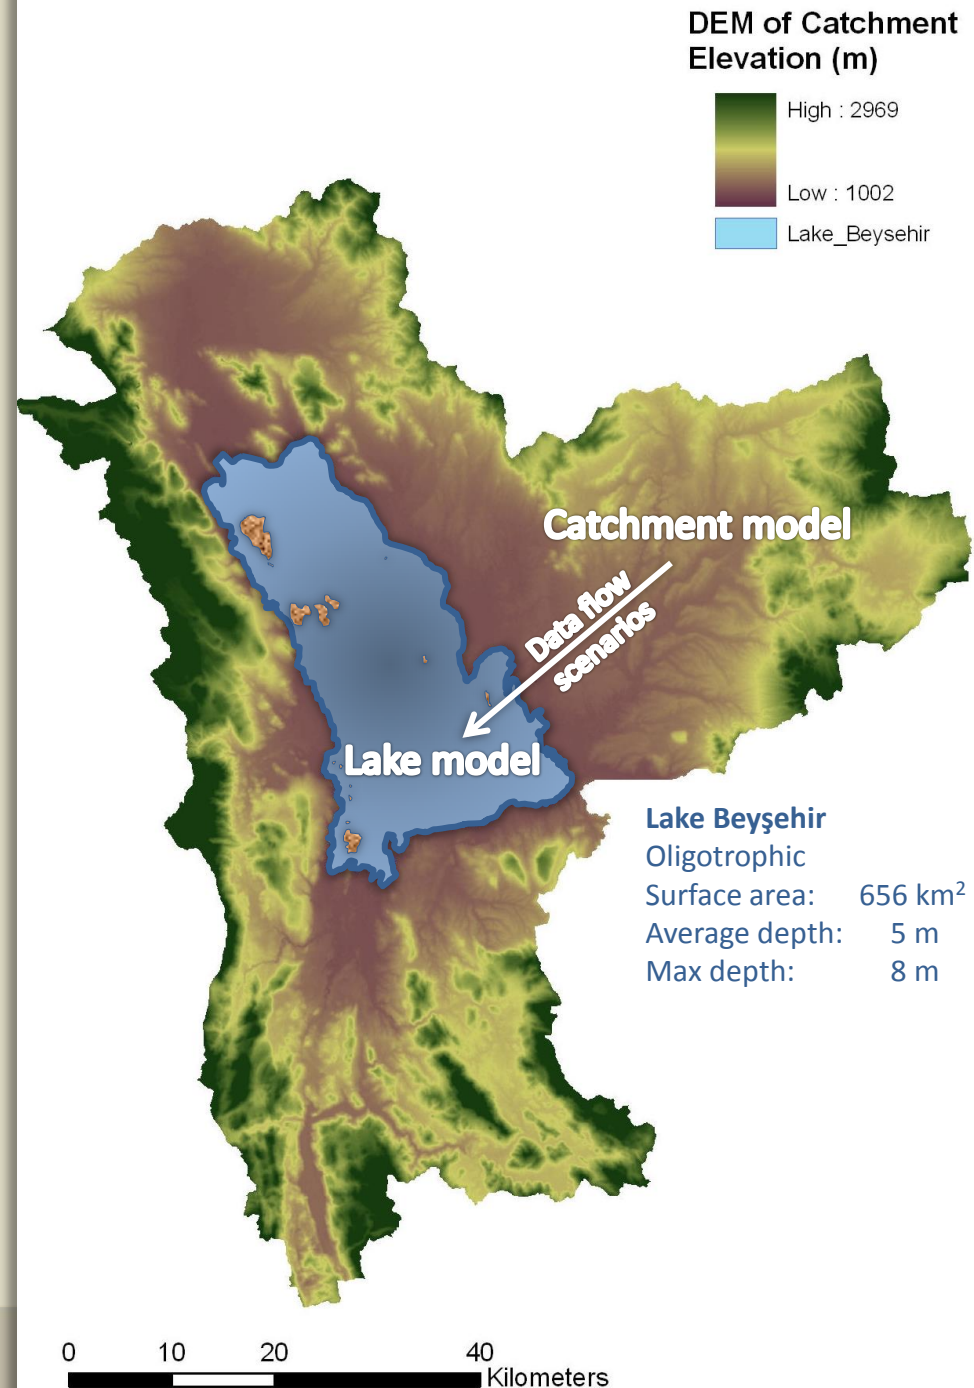 DEM of Catchment
Elevation (m)
High : 2969
Low : 1002
Lake_Beysehir
Catchment model
Data flow
scenarios
Lake model
Lake Beyşehir
Oligotrophic
Surface area: 656 km²
Average depth: 5 m
Max depth: 8 m
0 10 20 40
Kilometers